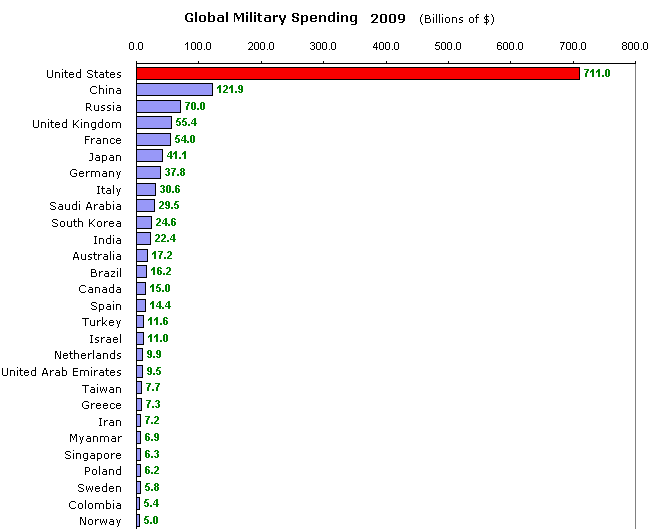 Global Military Spending 2009 (Billions of $)
0.0 100.0 200.0 300.0 400.0 500.0 600.0 700.0 800.0
United States 711.0
China 121.9
Russia 70.0
United Kingdom 55.4
France 54.0
Japan 41.1
Germany 37.8
Italy 30.6
Saudi Arabia 29.5
South Korea 24.6
India 22.4
Australia 17.2
Brazil 16.2
Canada 15.0
Spain 14.4
Turkey 11.6
Israel 11.0
Netherlands 9.9
United Arab Emirates 9.5
Taiwan 7.7
Greece 7.3
Iran 7.2
Myanmar 6.9
Singapore 6.3
Poland 6.2
Sweden 5.8
Colombia 5.4
Norway 5.0